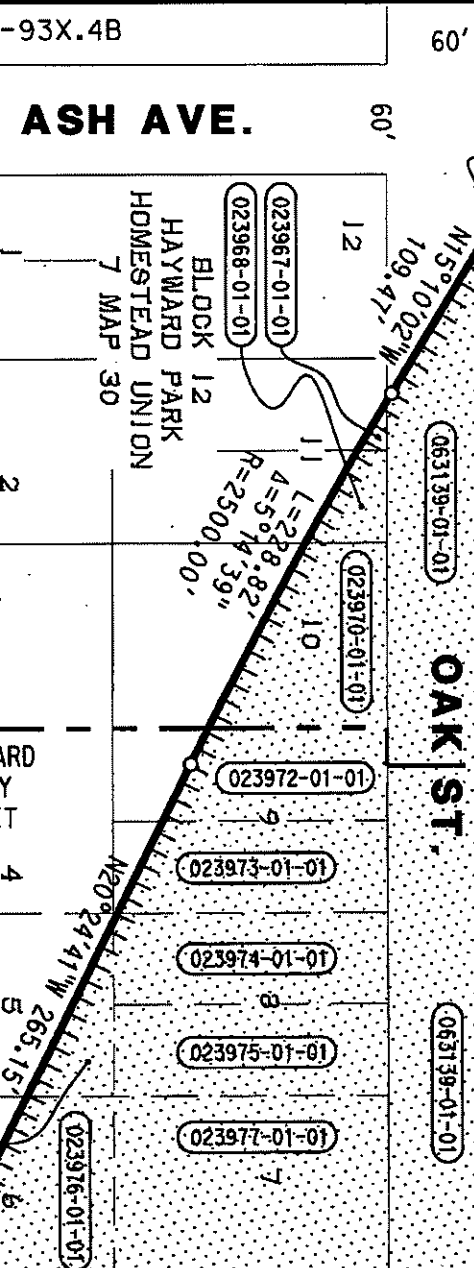 -93X.4B
60'
ASH AVE.
60'
12
N15°10'02"W
109.47'
023967-01-01
023968-01-01
BLOCK 12
HAYWARD PARK
HOMESTEAD UNION
7 MAP 30
063139-01-01
11
L=228.82'
Δ=5°14'39"
R=2500.00'
2
10
023970-01-01
OAK ST.
023972-01-01
9
023973-01-01
ARD
Y
T
4
N20°24'41"W 265.15'
023974-01-01
8
5
023975-01-01
063139-01-01
023977-01-01
7
023976-01-01
6